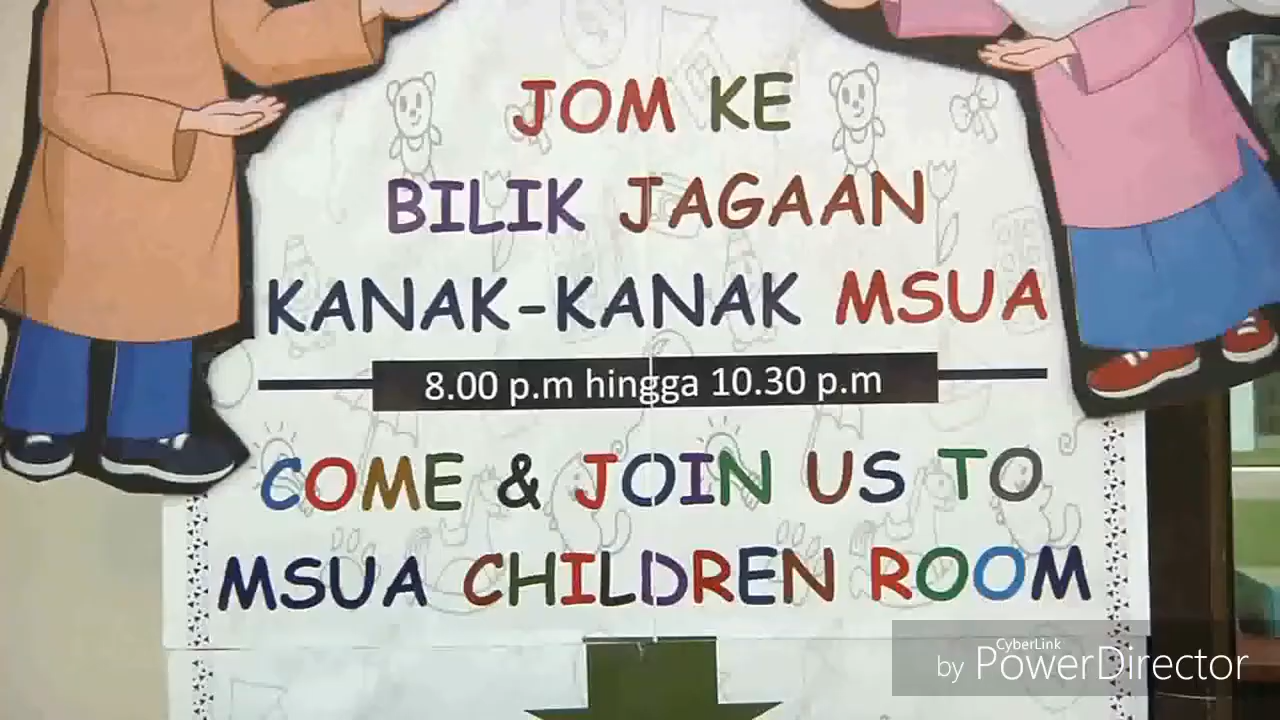 JOM KE
BILIK JAGAAN
KANAK-KANAK MSUA
8.00 p.m hingga 10.30 p.m
COME & JOIN US TO
MSUA CHILDREN ROOM
CyberLink
by PowerDirector